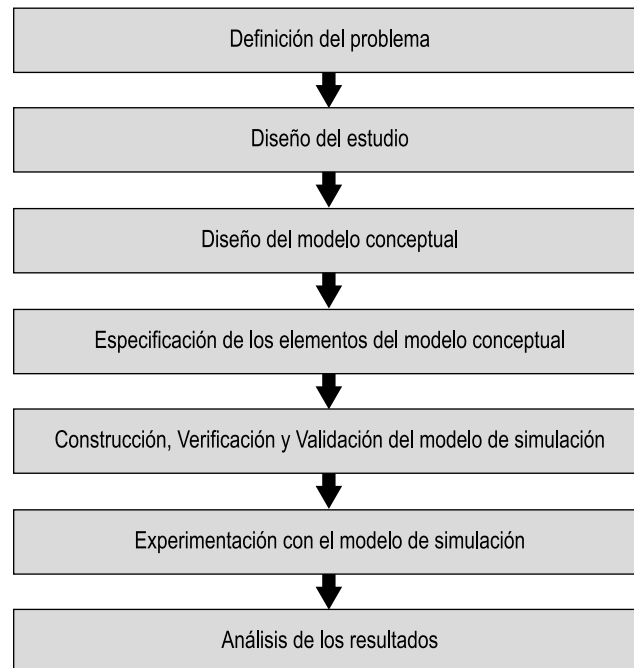 Definición del problema
Diseño del estudio
Diseño del modelo conceptual
Especificación de los elementos del modelo conceptual
Construcción, Verificación y Validación del modelo de simulación
Experimentación con el modelo de simulación
Análisis de los resultados